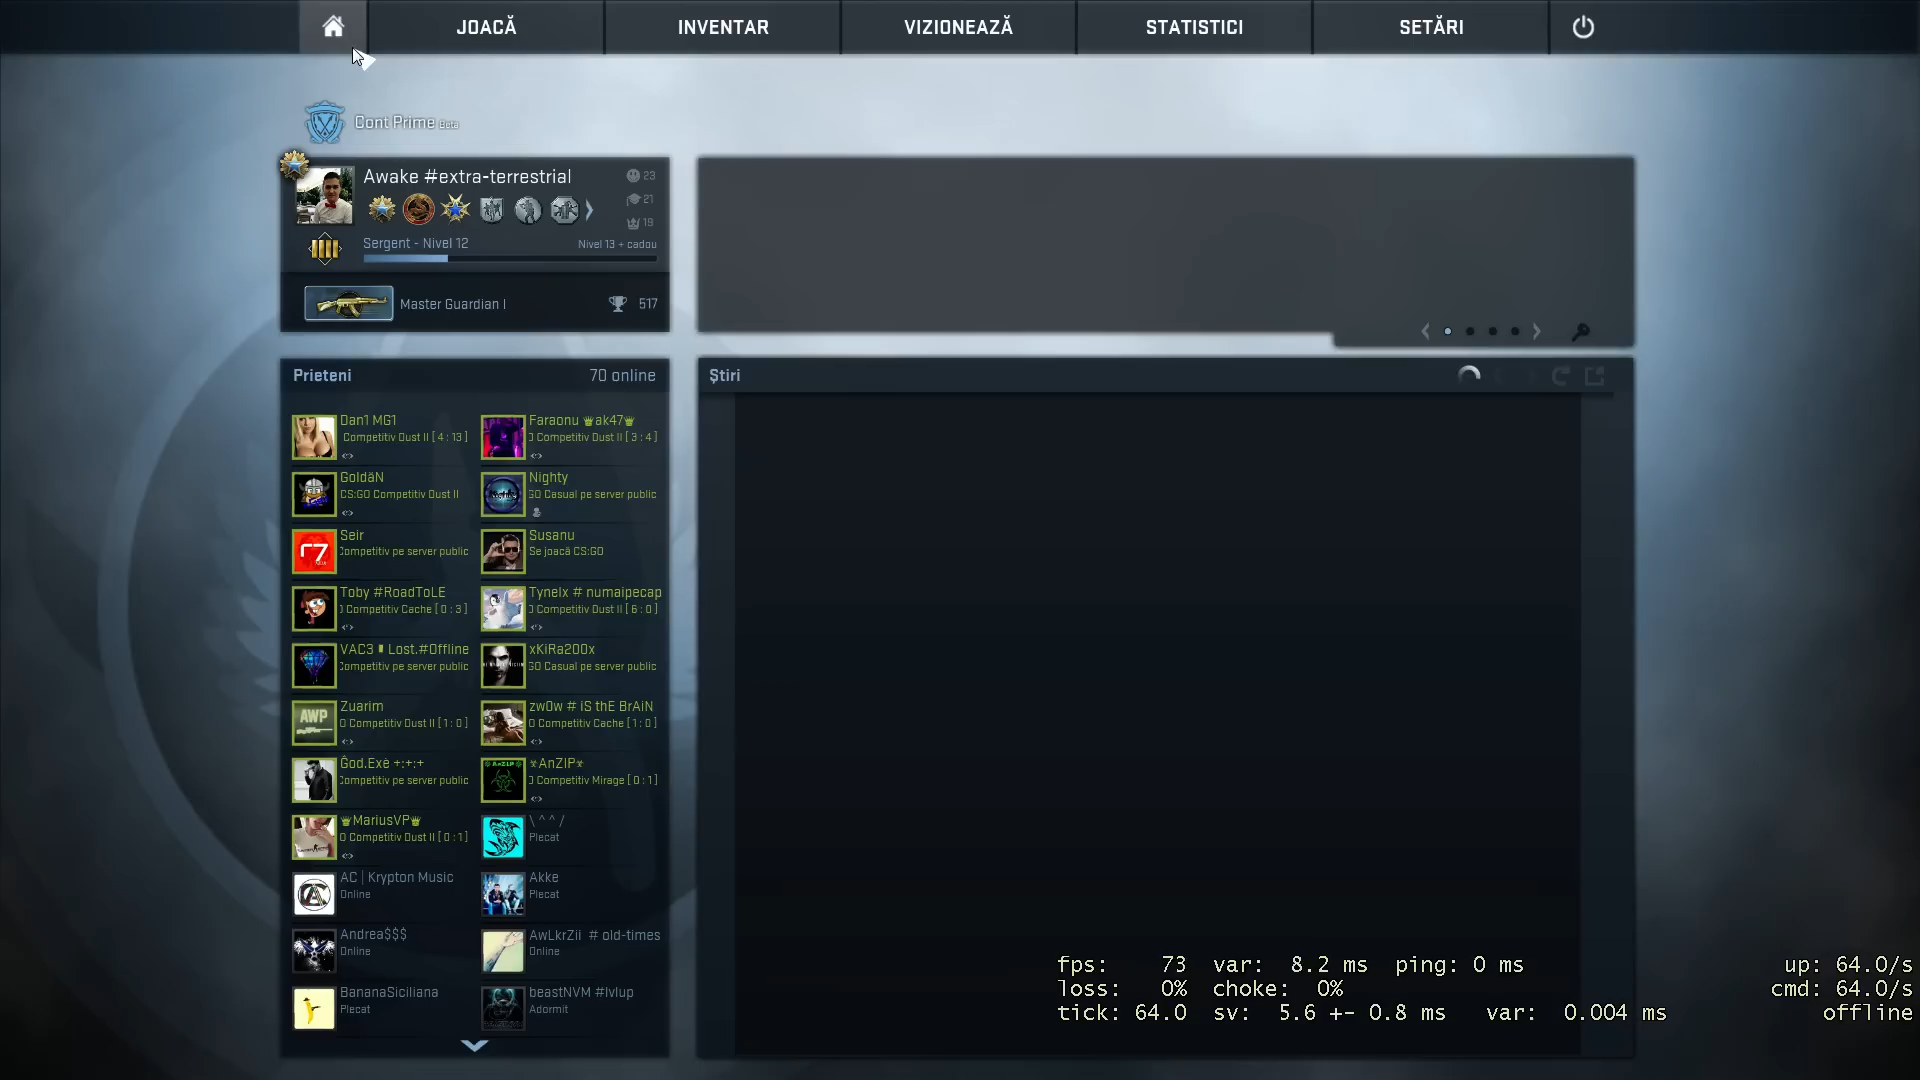 JOACĂ
INVENTAR
VIZIONEAZĂ
STATISTICI
SETĂRI
Cont Prime Beta
Awake #extra-terrestrial
23
21
19
Sergent - Nivel 12
Nivel 13 + cadou
Master Guardian I
517
Prieteni
70 online
Știri
Dan1 MG1
Competitiv Dust II [ 4 : 13 ]
Faraonu ♛ak47♛
Competitiv Dust II [ 3 : 4 ]
GoldäN
CS:GO Competitiv Dust II
Nighty
GO Casual pe server public
Seir
Competitiv pe server public
Susanu
Se joacă CS:GO
Toby #RoadToLE
Competitiv Cache [ 0 : 3 ]
Tynelx # numaipecap
Competitiv Dust II [ 6 : 0 ]
VAC3 ▮ Lost.#Offline
Competitiv pe server public
xKiRa200x
GO Casual pe server public
Zuarim
O Competitiv Dust II [ 1 : 0 ]
AWP
zw0w # iS thE BrAiN
O Competitiv Cache [ 1 : 0 ]
Ĝod.Exė +:+:+
Competitiv pe server public
☣AnZIP☣
Competitiv Mirage [ 0 : 1 ]
AnZIP
♛MariusVP♛
O Competitiv Dust II [ 0 : 1 ]
\ ^ ^ /
Plecat
AC | Krypton Music
Online
Akke
Plecat
Andrea$$$
Online
AwLkrZii # old-times
Online
BananaSiciliana
Plecat
beastNVM #lvlup
Adormit
fps: 73 var: 8.2 ms ping: 0 ms
loss: 0% choke: 0%
tick: 64.0 sv: 5.6 +- 0.8 ms var: 0.004 ms
up: 64.0/s
cmd: 64.0/s
offline